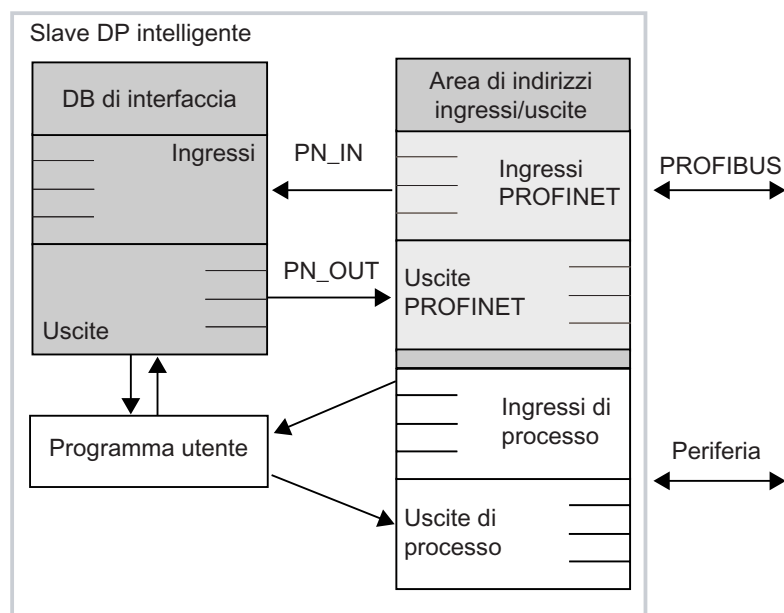 Slave DP intelligente
DB di interfaccia
Ingressi
Uscite
PN_IN
PN_OUT
Programma utente
Area di indirizzi
ingressi/uscite
Ingressi
PROFINET
Uscite
PROFINET
Ingressi di
processo
Uscite di
processo
PROFIBUS
Periferia